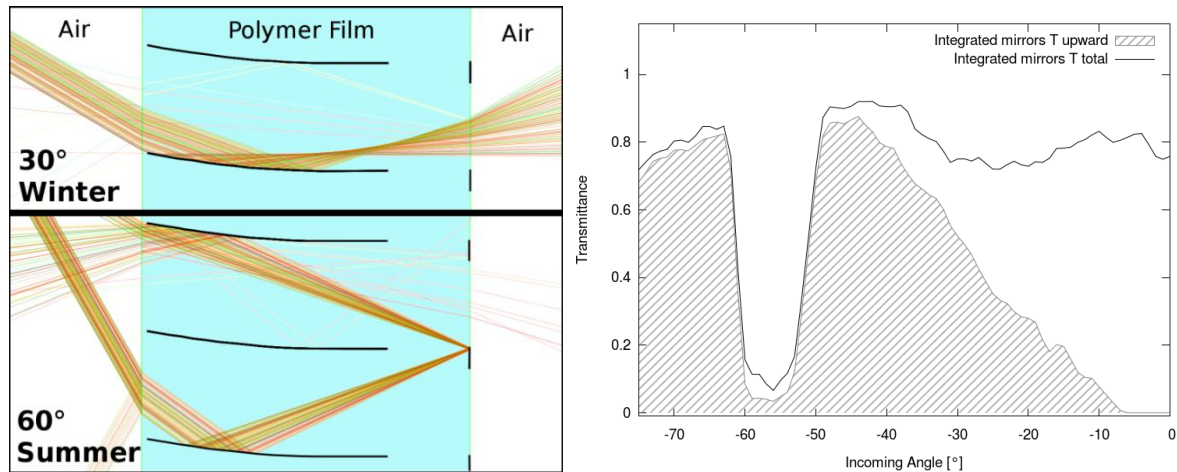 Air
Polymer Film
Air
30°
Winter
60°
Summer
Integrated mirrors T upward
Integrated mirrors T total
Transmittance
1
0.8
0.6
0.4
0.2
0
-70
-60
-50
-40
-30
-20
-10
0
Incoming Angle [°]